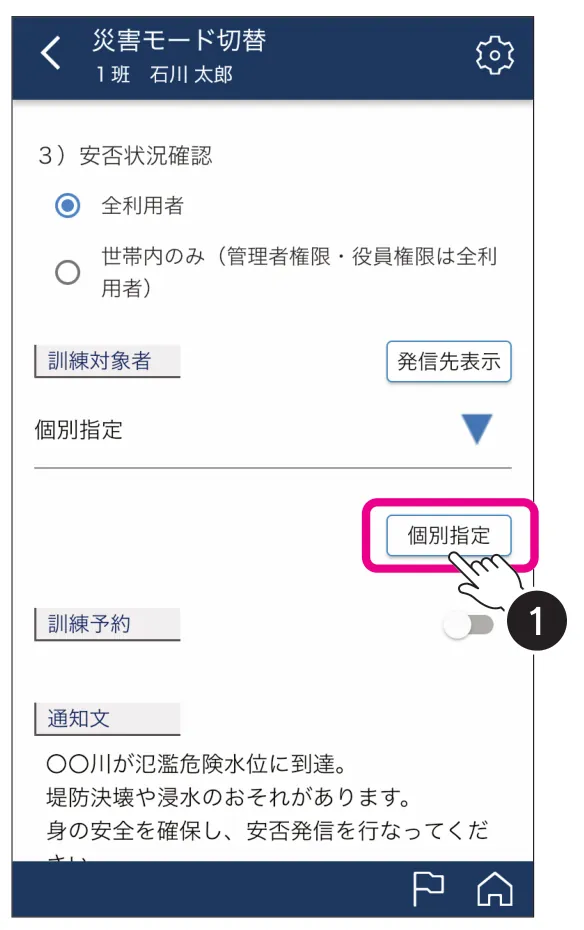 災害モード切替
1班 石川 太郎
３）安否状況確認
全利用者
世帯内のみ（管理者権限・役員権限は全利
用者）
訓練対象者
発信先表示
個別指定
個別指定
1
訓練予約
通知文
〇〇川が氾濫危険水位に到達。
堤防決壊や浸水のおそれがあります。
身の安全を確保し、安否発信を行なってくだ
さい